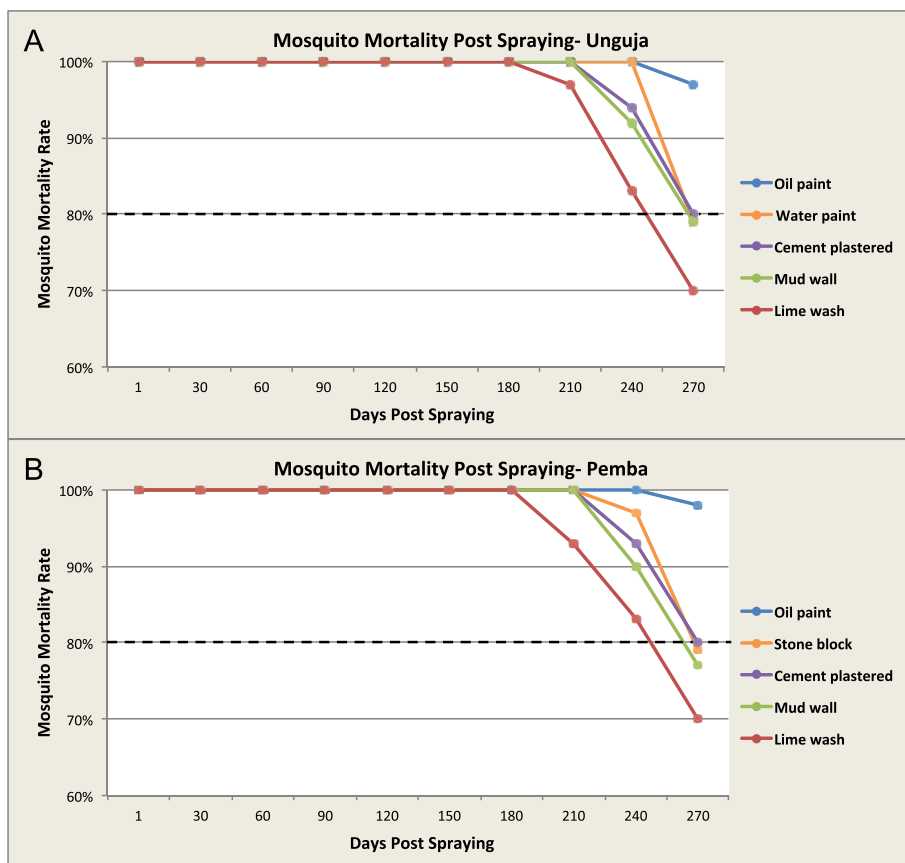 A
Mosquito Mortality Post Spraying- Unguja
Mosquito Mortality Rate
100%
90%
80%
70%
60%
1 30 60 90 120 150 180 210 240 270
Days Post Spraying
Oil paint
Water paint
Cement plastered
Mud wall
Lime wash
B
Mosquito Mortality Post Spraying- Pemba
Mosquito Mortality Rate
100%
90%
80%
70%
60%
1 30 60 90 120 150 180 210 240 270
Days Post Spraying
Oil paint
Stone block
Cement plastered
Mud wall
Lime wash